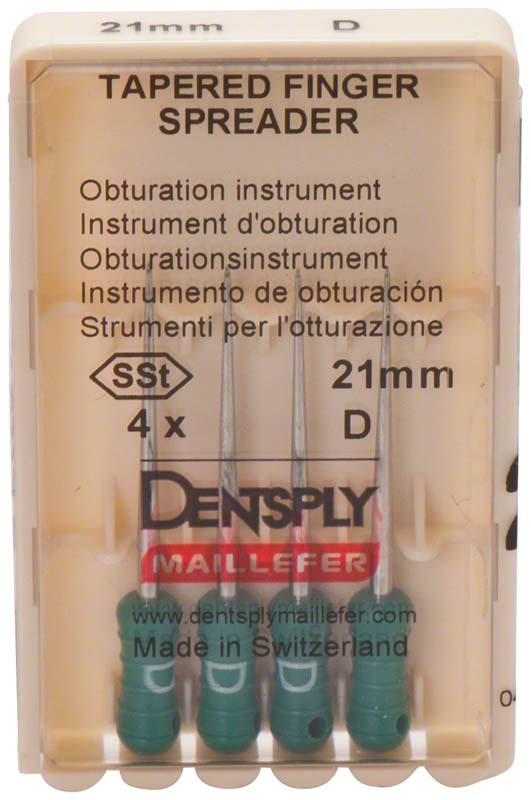 21mm D
TAPERED FINGER
SPREADER
Obturation instrument
Instrument d'obturation
Obturationsinstrument
Instrumento de obturación
Strumenti per l'otturazione
SSt 21mm
4 x D
DENTSPLY
MAILLEFER
www.dentsplymaillefer.com
Made in Switzerland
D D D